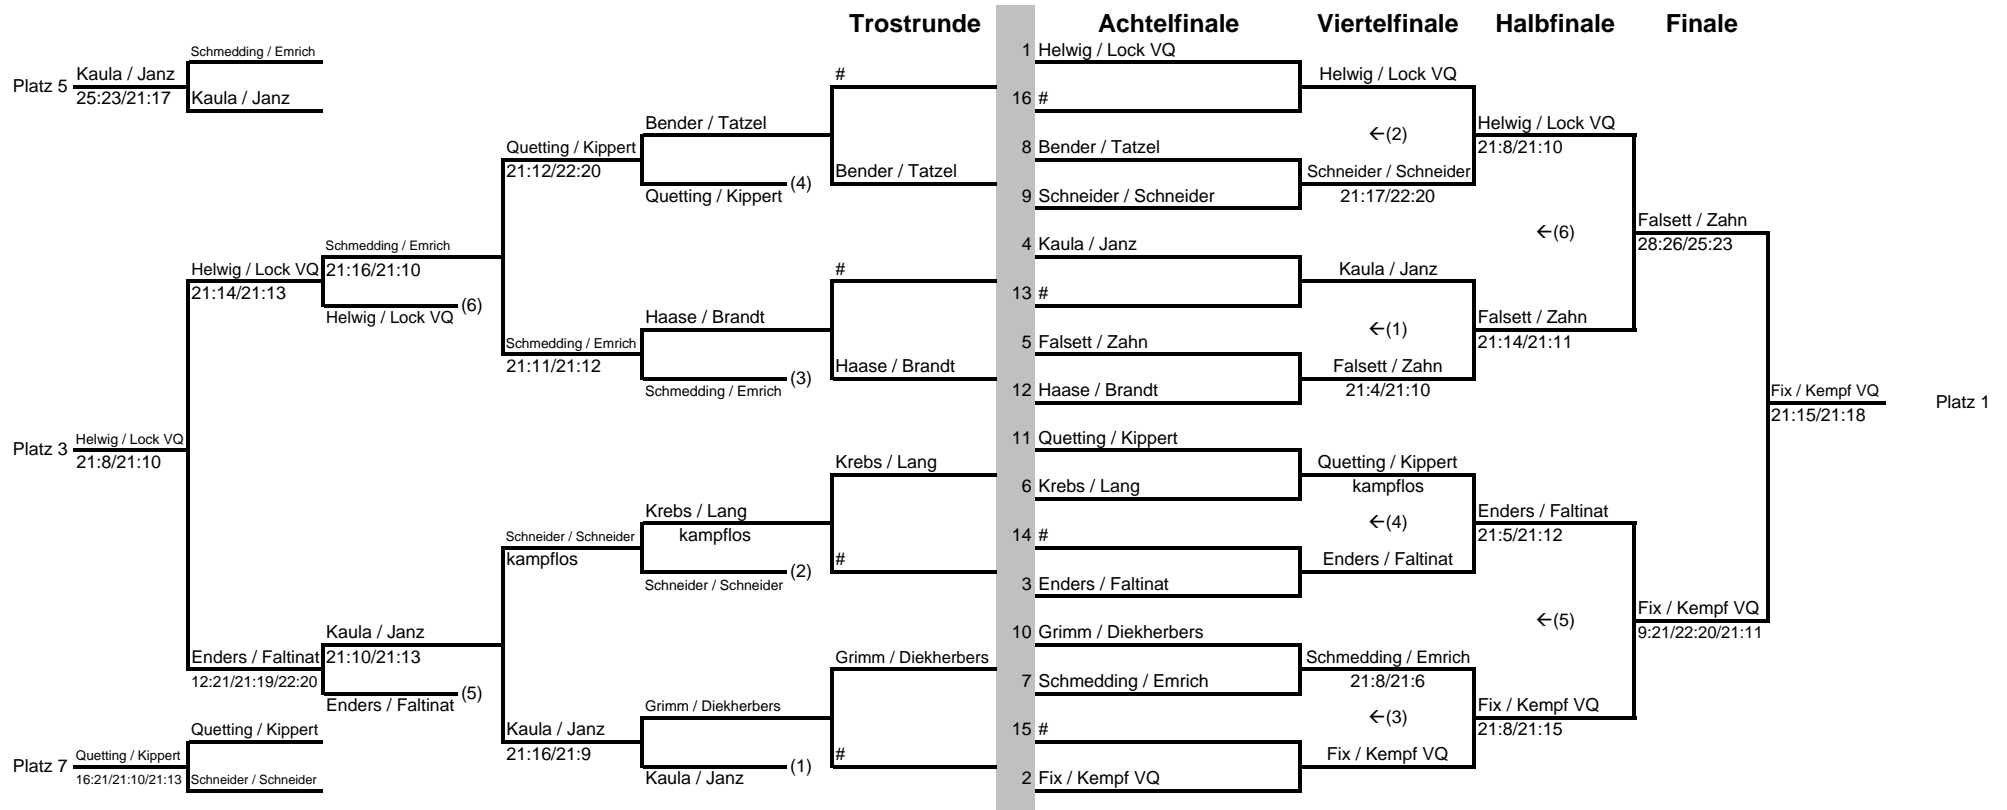 Trostrunde Achtelfinale Viertelfinale Halbfinale Finale
Schmedding / Emrich 1 Helwig / Lock VQ
Platz 5 Kaula / Janz # Helwig / Lock VQ
25:23/21:17 Kaula / Janz 16 #
Bender / Tatzel ←(2) Helwig / Lock VQ
Quetting / Kippert 8 Bender / Tatzel 21:8/21:10
21:12/22:20 (4) Bender / Tatzel Schneider / Schneider
Quetting / Kippert 9 Schneider / Schneider 21:17/22:20
Falsett / Zahn
Schmedding / Emrich 4 Kaula / Janz ←(6) 28:26/25:23
Helwig / Lock VQ 21:16/21:10 # Kaula / Janz
21:14/21:13 (6) 13 #
Helwig / Lock VQ Haase / Brandt ←(1) Falsett / Zahn
Schmedding / Emrich 5 Falsett / Zahn 21:14/21:11
21:11/21:12 (3) Haase / Brandt Falsett / Zahn
Schmedding / Emrich 12 Haase / Brandt 21:4/21:10 Fix / Kempf VQ
Platz 1
21:15/21:18
Platz 3 Helwig / Lock VQ 11 Quetting / Kippert
21:8/21:10 Krebs / Lang Quetting / Kippert
6 Krebs / Lang kampflos
Krebs / Lang ←(4) Enders / Faltinat
Schneider / Schneider kampflos 14 # 21:5/21:12
kampflos (2) # Enders / Faltinat
Schneider / Schneider 3 Enders / Faltinat
Fix / Kempf VQ
Kaula / Janz 10 Grimm / Diekherbers ←(5) 9:21/22:20/21:11
Enders / Faltinat 21:10/21:13 Grimm / Diekherbers Schmedding / Emrich
12:21/21:19/22:20 (5) 7 Schmedding / Emrich 21:8/21:6
Enders / Faltinat Grimm / Diekherbers ←(3) Fix / Kempf VQ
Quetting / Kippert Kaula / Janz 15 # 21:8/21:15
Platz 7 Quetting / Kippert 21:16/21:9 (1) # Fix / Kempf VQ
16:21/21:10/21:13 Schneider / Schneider Kaula / Janz 2 Fix / Kempf VQ